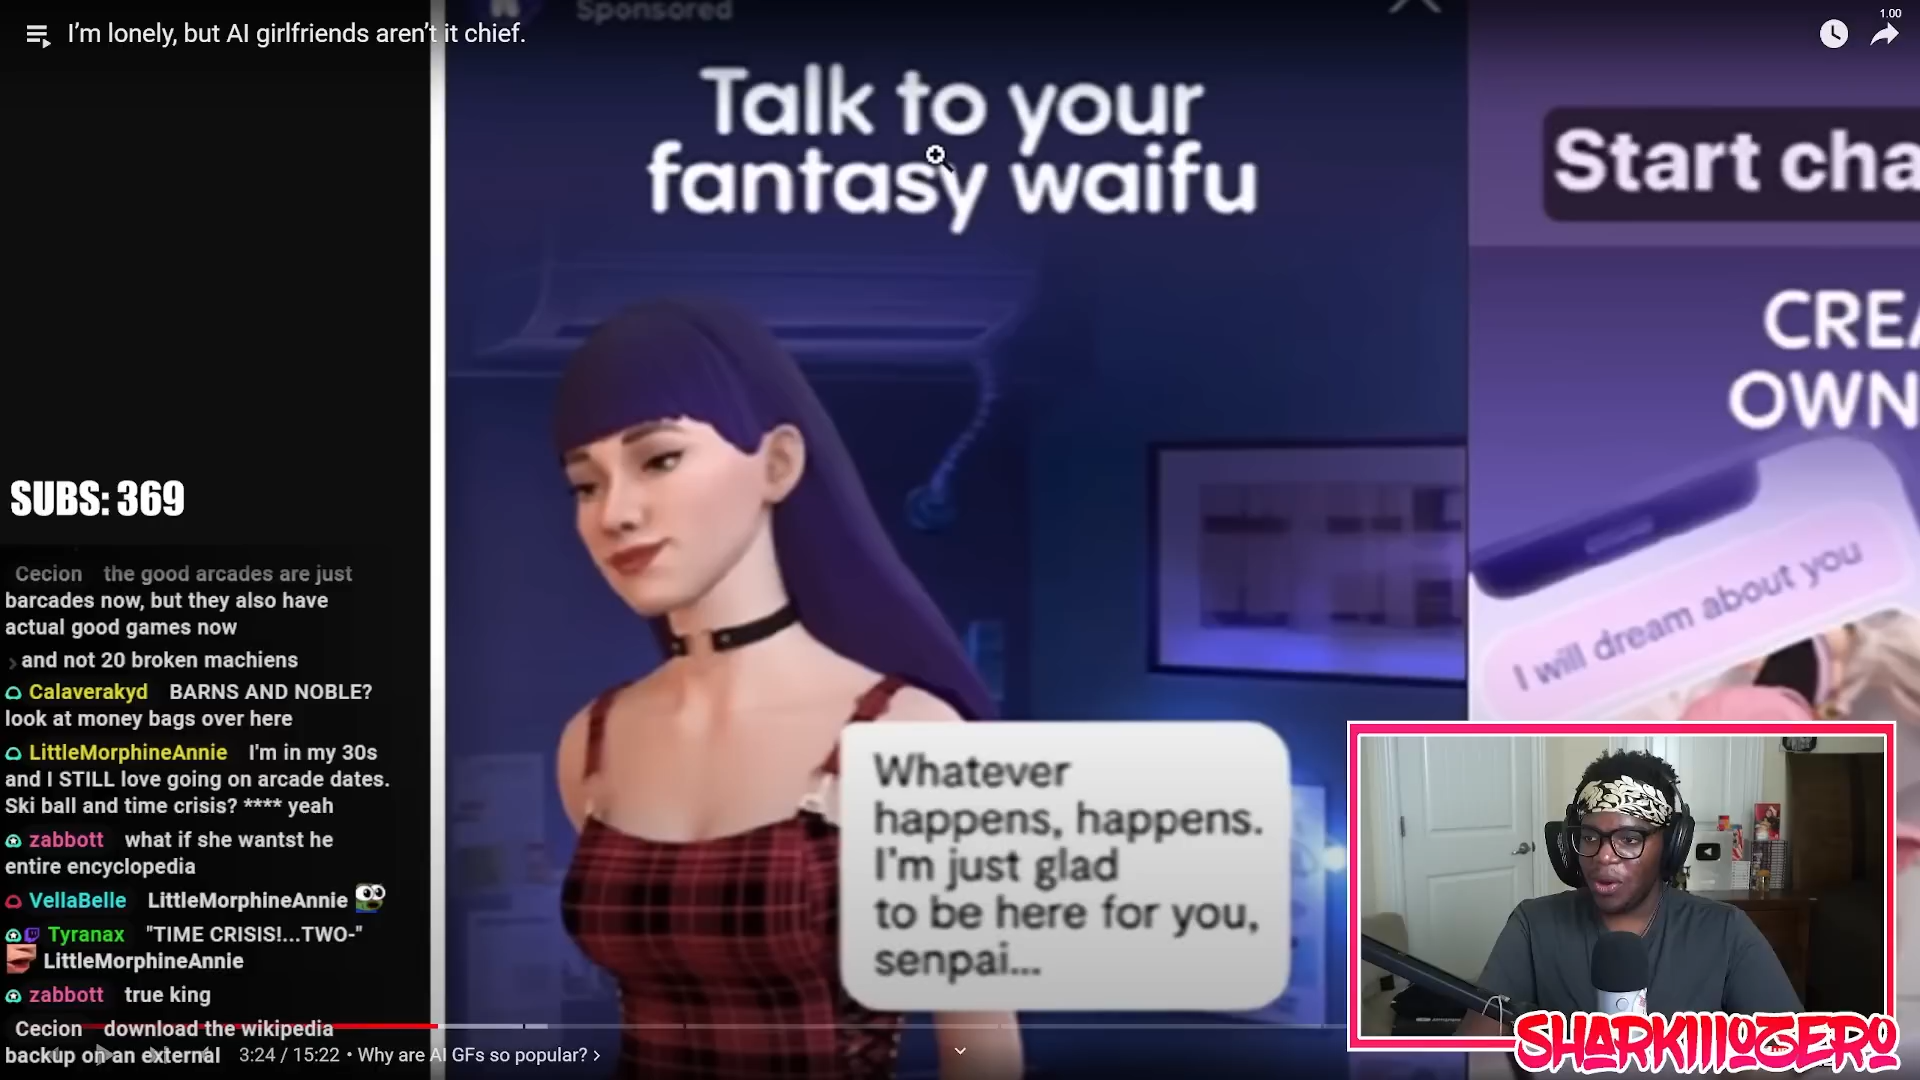 Sponsored
I'm lonely, but AI girlfriends aren't it chief.
1.00
Talk to your
fantasy waifu
Start cha
CREA
OWN
I will dream about you
SUBS: 369
Cecion the good arcades are just
barcades now, but they also have
actual good games now
and not 20 broken machiens
Calaverakyd BARNS AND NOBLE?
look at money bags over here
LittleMorphineAnnie I'm in my 30s
and I STILL love going on arcade dates.
Ski ball and time crisis? **** yeah
zabbott what if she wantst he
entire encyclopedia
VellaBelle LittleMorphineAnnie
Tyranax "TIME CRISIS!...TWO-"
LittleMorphineAnnie
zabbott true king
Cecion download the wikipedia
backup on an external
Whatever
happens, happens.
I'm just glad
to be here for you,
senpai...
3:24 / 15:22 • Why are AI GFs so popular? >
SHARK3OZERO